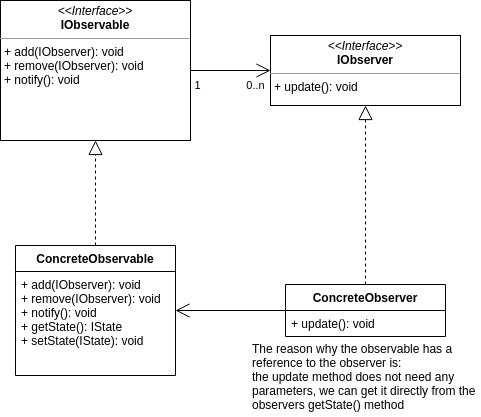 <<Interface>>
IObservable
+ add(IObserver): void
+ remove(IObserver): void
+ notify(): void
<<Interface>>
IObserver
+ update(): void
1
0..n
ConcreteObservable
+ add(IObserver): void
+ remove(IObserver): void
+ notify(): void
+ getState(): IState
+ setState(IState): void
ConcreteObserver
+ update(): void
The reason why the observable has a
reference to the observer is:
the update method does not need any
parameters, we can get it directly from the
observers getState() method